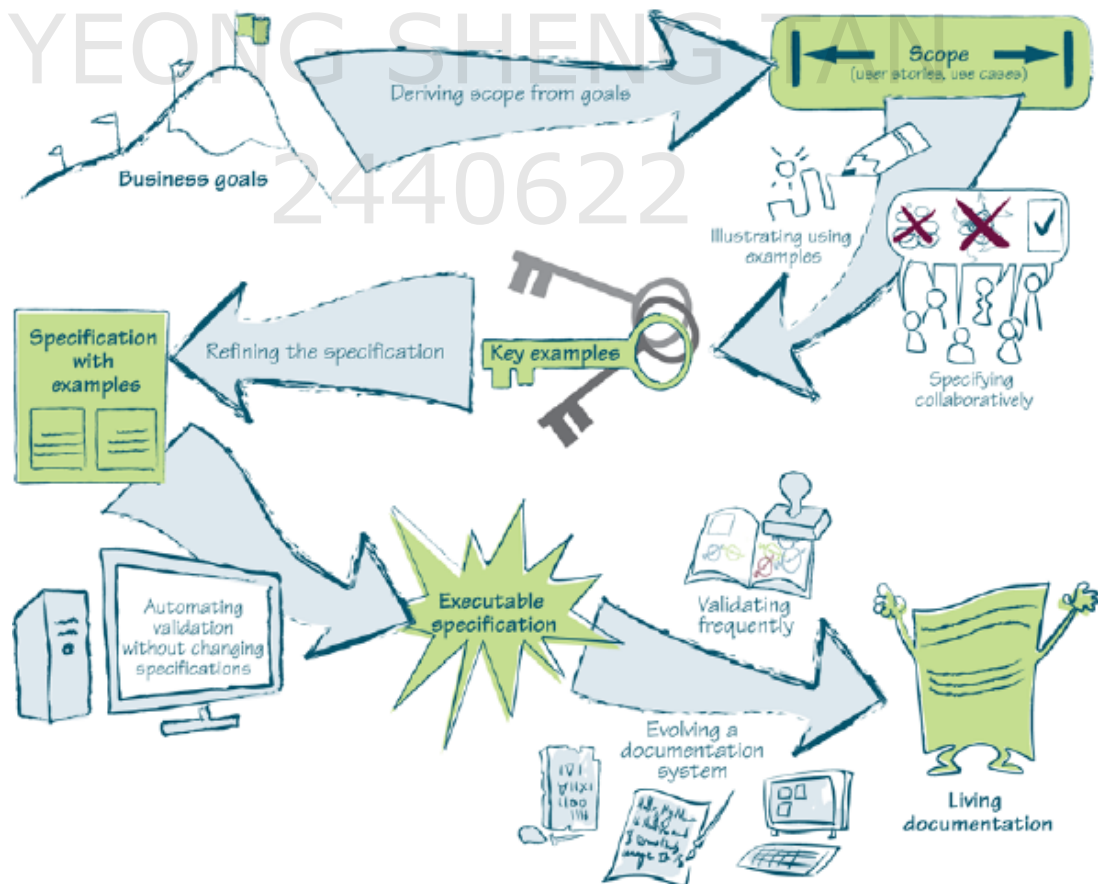 YEONG SHENG TAN
2440622
Business goals
Deriving scope from goals
Scope
(user stories, use cases)
Illustrating using
examples
Specifying
collaboratively
Key examples
Refining the specification
Specification
with
examples
Automating
validation
without changing
specifications
Executable
specification
Validating
frequently
Evolving a
documentation
system
Living
documentation